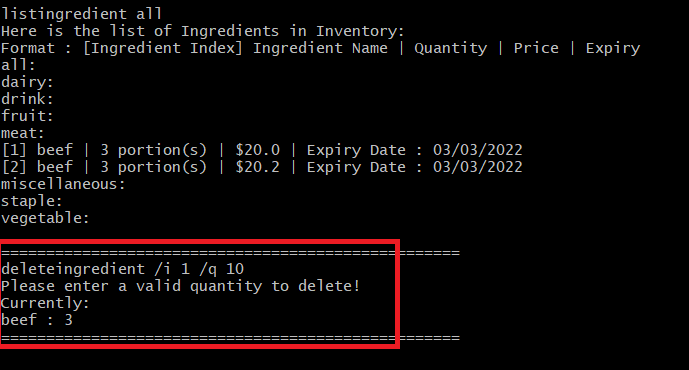 listingredient all
Here is the list of Ingredients in Inventory:
Format : [Ingredient Index] Ingredient Name | Quantity | Price | Expiry
all:
dairy:
drink:
fruit:
meat:
[1] beef | 3 portion(s) | $20.0 | Expiry Date : 03/03/2022
[2] beef | 3 portion(s) | $20.2 | Expiry Date : 03/03/2022
miscellaneous:
staple:
vegetable:
===================================================
deleteingredient /i 1 /q 10
Please enter a valid quantity to delete!
Currently:
beef : 3
===================================================